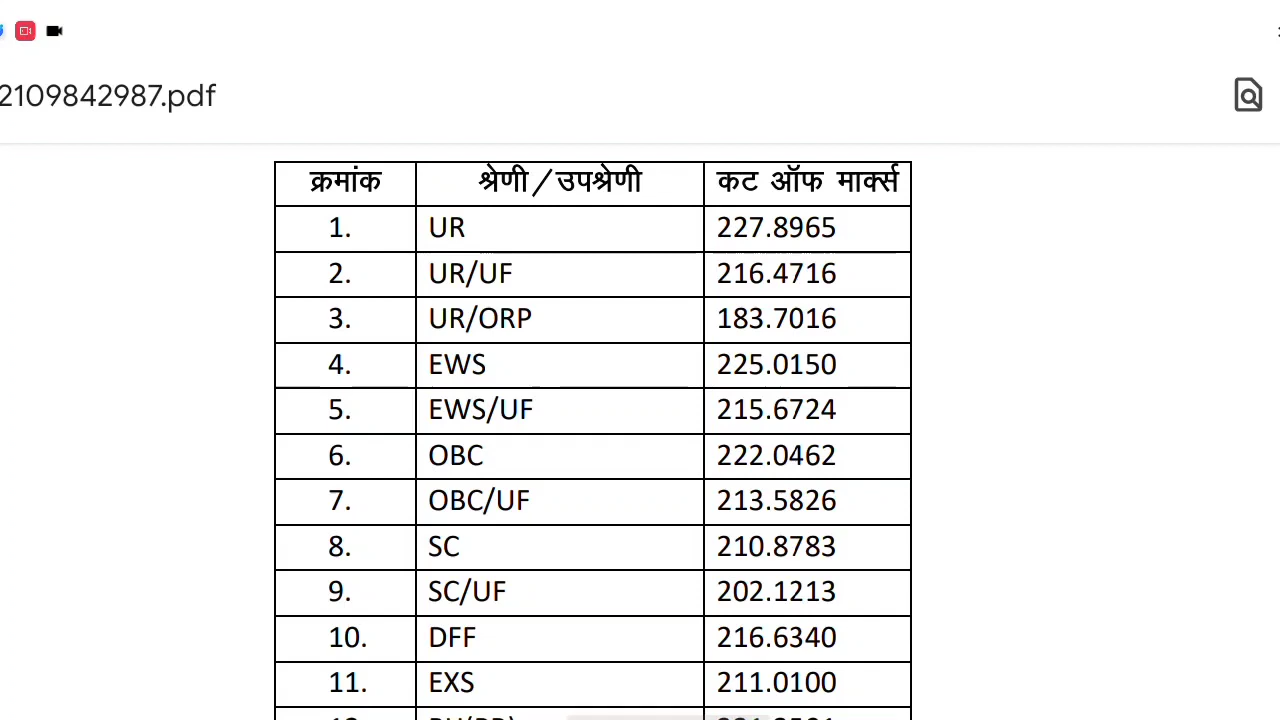 2109842987.pdf
क्रमांक श्रेणी/उपश्रेणी कट ऑफ मार्क्स
1. UR 227.8965
2. UR/UF 216.4716
3. UR/ORP 183.7016
4. EWS 225.0150
5. EWS/UF 215.6724
6. OBC 222.0462
7. OBC/UF 213.5826
8. SC 210.8783
9. SC/UF 202.1213
10. DFF 216.6340
11. EXS 211.0100